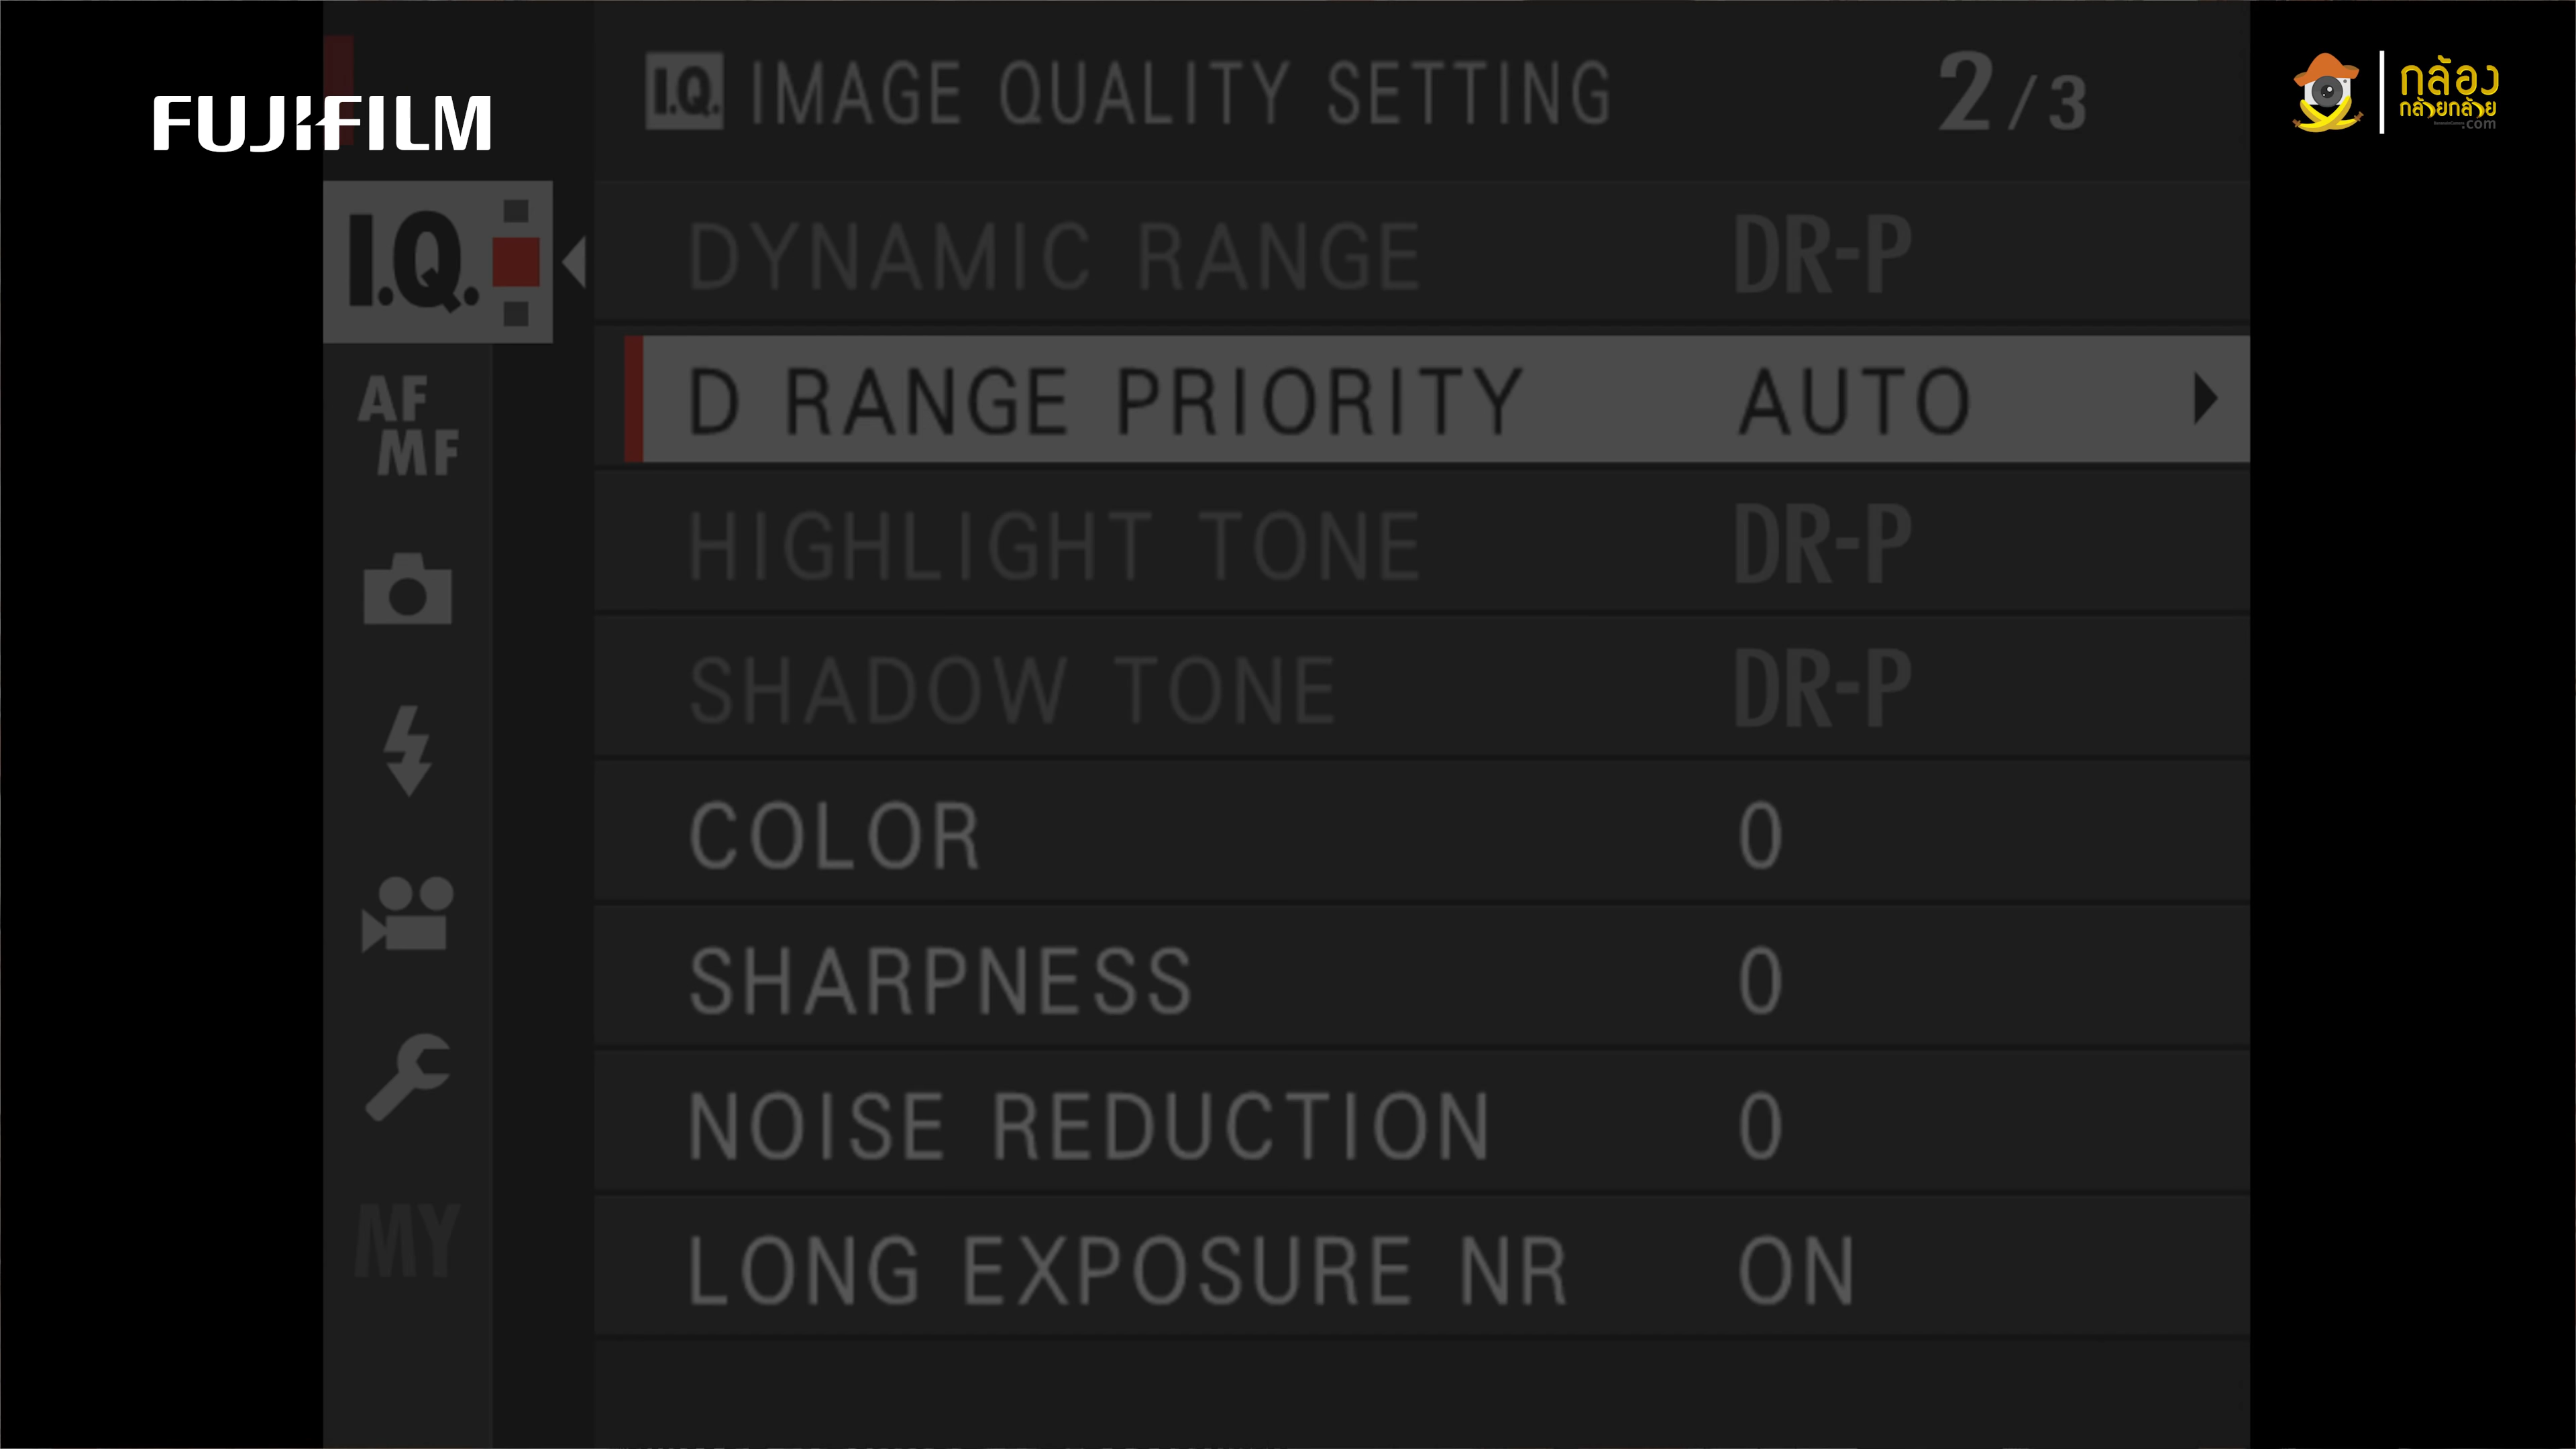 FUJIFILM
I.Q. IMAGE QUALITY SETTING 2/3
กล้อง
กล้วยกล้วย
.com
I.Q.
AF
MF
MY
DYNAMIC RANGE DR-P
D RANGE PRIORITY AUTO
HIGHLIGHT TONE DR-P
SHADOW TONE DR-P
COLOR 0
SHARPNESS 0
NOISE REDUCTION 0
LONG EXPOSURE NR ON